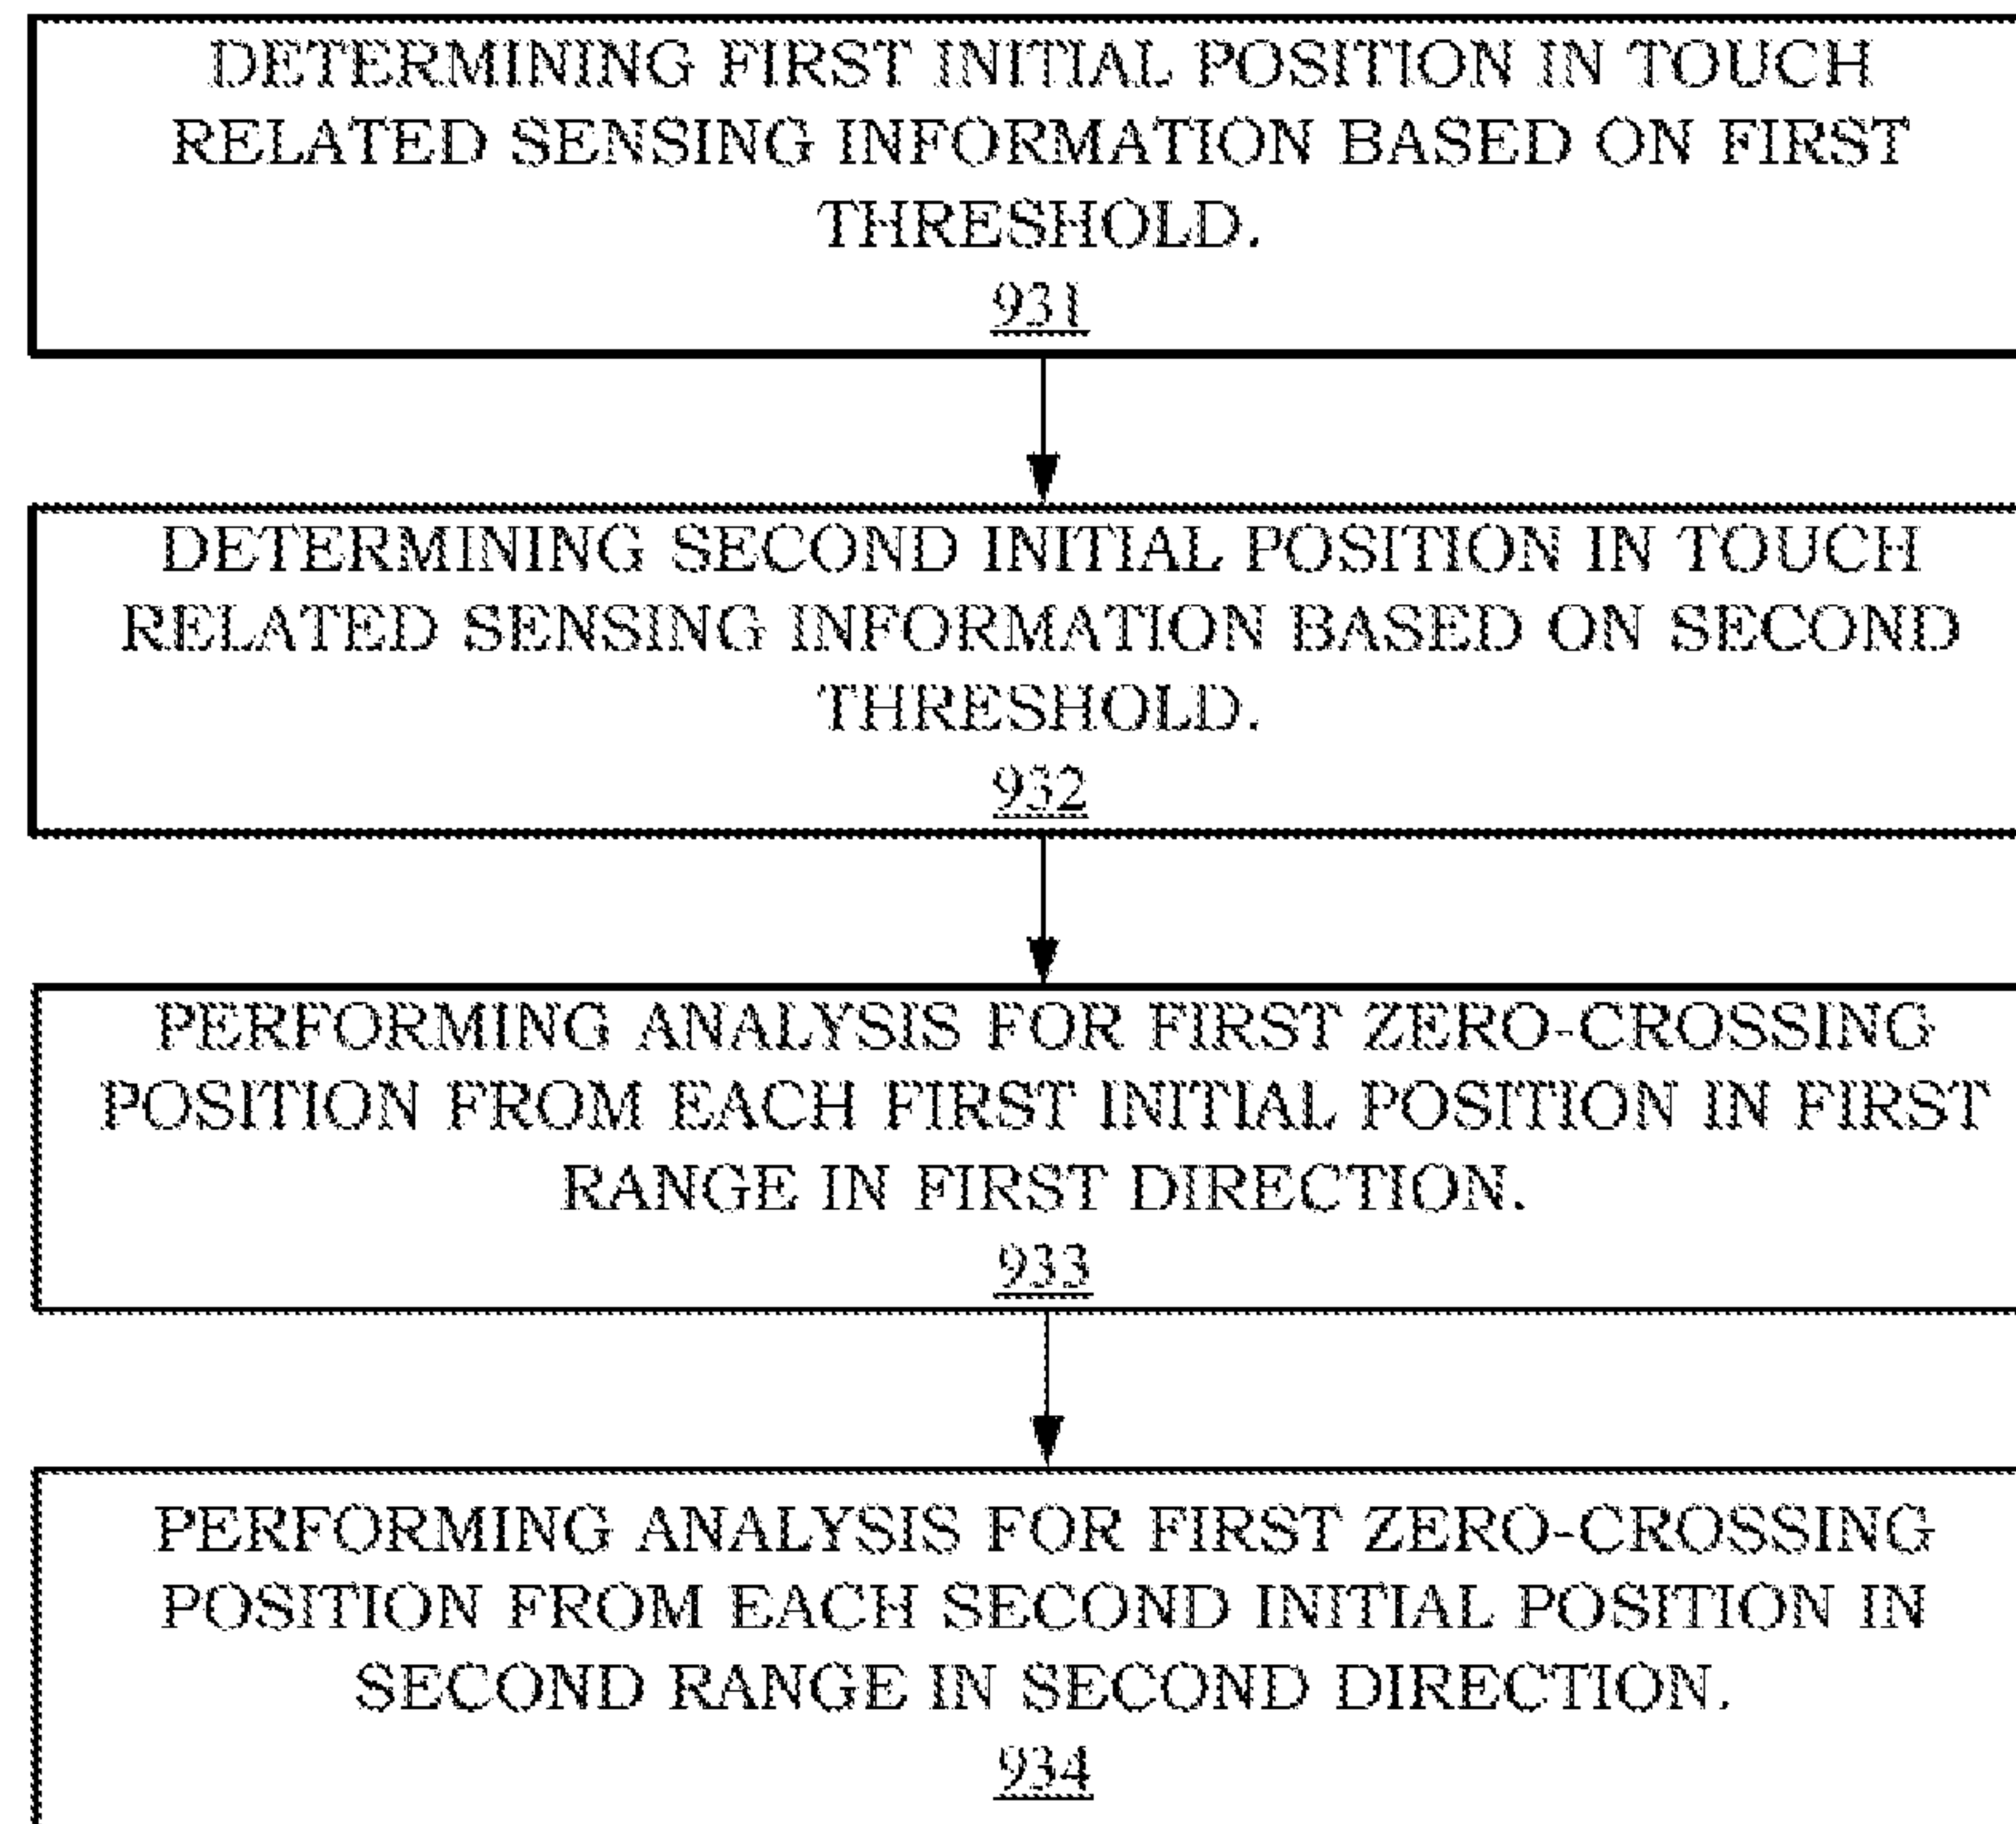 DETERMINING FIRST INITIAL POSITION IN TOUCH
RELATED SENSING INFORMATION BASED ON FIRST
THRESHOLD.
931
DETERMINING SECOND INITIAL POSITION IN TOUCH
RELATED SENSING INFORMATION BASED ON SECOND
THRESHOLD.
932
PERFORMING ANALYSIS FOR FIRST ZERO-CROSSING
POSITION FROM EACH FIRST INITIAL POSITION IN FIRST
RANGE IN FIRST DIRECTION.
933
PERFORMING ANALYSIS FOR FIRST ZERO-CROSSING
POSITION FROM EACH SECOND INITIAL POSITION IN
SECOND RANGE IN SECOND DIRECTION.
934